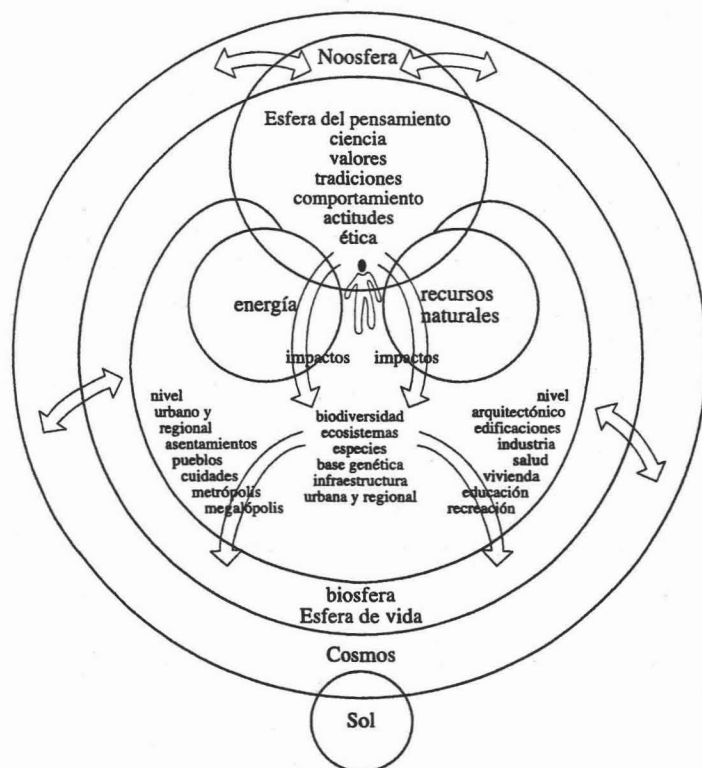 Noosfera
Esfera del pensamiento
ciencia
valores
tradiciones
comportamiento
actitudes
ética
energía
recursos
naturales
impactos
impactos
nivel
urbano y
regional
asentamientos
pueblos
cuidades
metrópolis
megalópolis
biodiversidad
ecosistemas
especies
base genética
infraestructura
urbana y regional
nivel
arquitectónico
edificaciones
industria
salud
vivienda
educación
recreación
biosfera
Esfera de vida
Cosmos
Sol